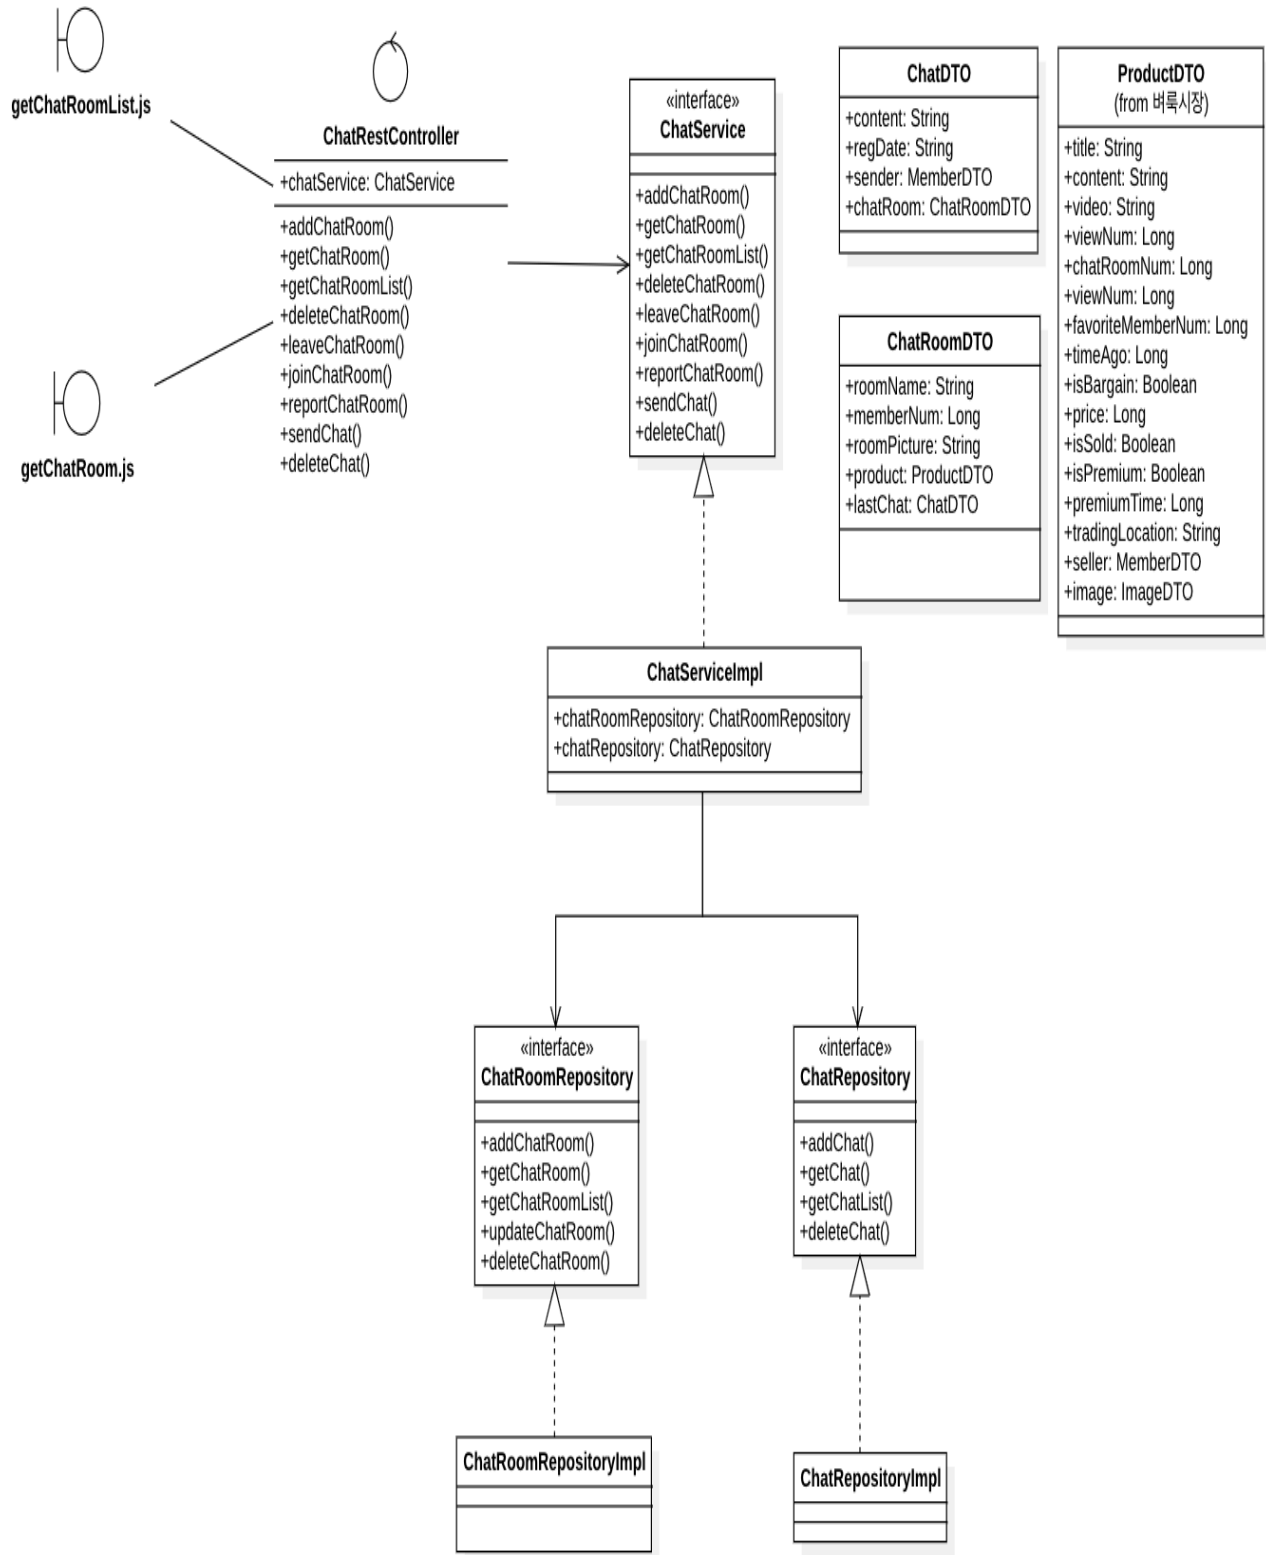 getChatRoomList.js
getChatRoom.js
ChatRestController
+chatService: ChatService
+addChatRoom()
+getChatRoom()
+getChatRoomList()
+deleteChatRoom()
+leaveChatRoom()
+joinChatRoom()
+reportChatRoom()
+sendChat()
+deleteChat()
«interface»
ChatService
+addChatRoom()
+getChatRoom()
+getChatRoomList()
+deleteChatRoom()
+leaveChatRoom()
+joinChatRoom()
+reportChatRoom()
+sendChat()
+deleteChat()
ChatDTO
+content: String
+regDate: String
+sender: MemberDTO
+chatRoom: ChatRoomDTO
ChatRoomDTO
+roomName: String
+memberNum: Long
+roomPicture: String
+product: ProductDTO
+lastChat: ChatDTO
ProductDTO
(from 벼룩시장)
+title: String
+content: String
+video: String
+viewNum: Long
+chatRoomNum: Long
+viewNum: Long
+favoriteMemberNum: Long
+timeAgo: Long
+isBargain: Boolean
+price: Long
+isSold: Boolean
+isPremium: Boolean
+premiumTime: Long
+tradingLocation: String
+seller: MemberDTO
+image: ImageDTO
ChatServiceImpl
+chatRoomRepository: ChatRoomRepository
+chatRepository: ChatRepository
«interface»
ChatRoomRepository
+addChatRoom()
+getChatRoom()
+getChatRoomList()
+updateChatRoom()
+deleteChatRoom()
«interface»
ChatRepository
+addChat()
+getChat()
+getChatList()
+deleteChat()
ChatRoomRepositoryImpl
ChatRepositoryImpl